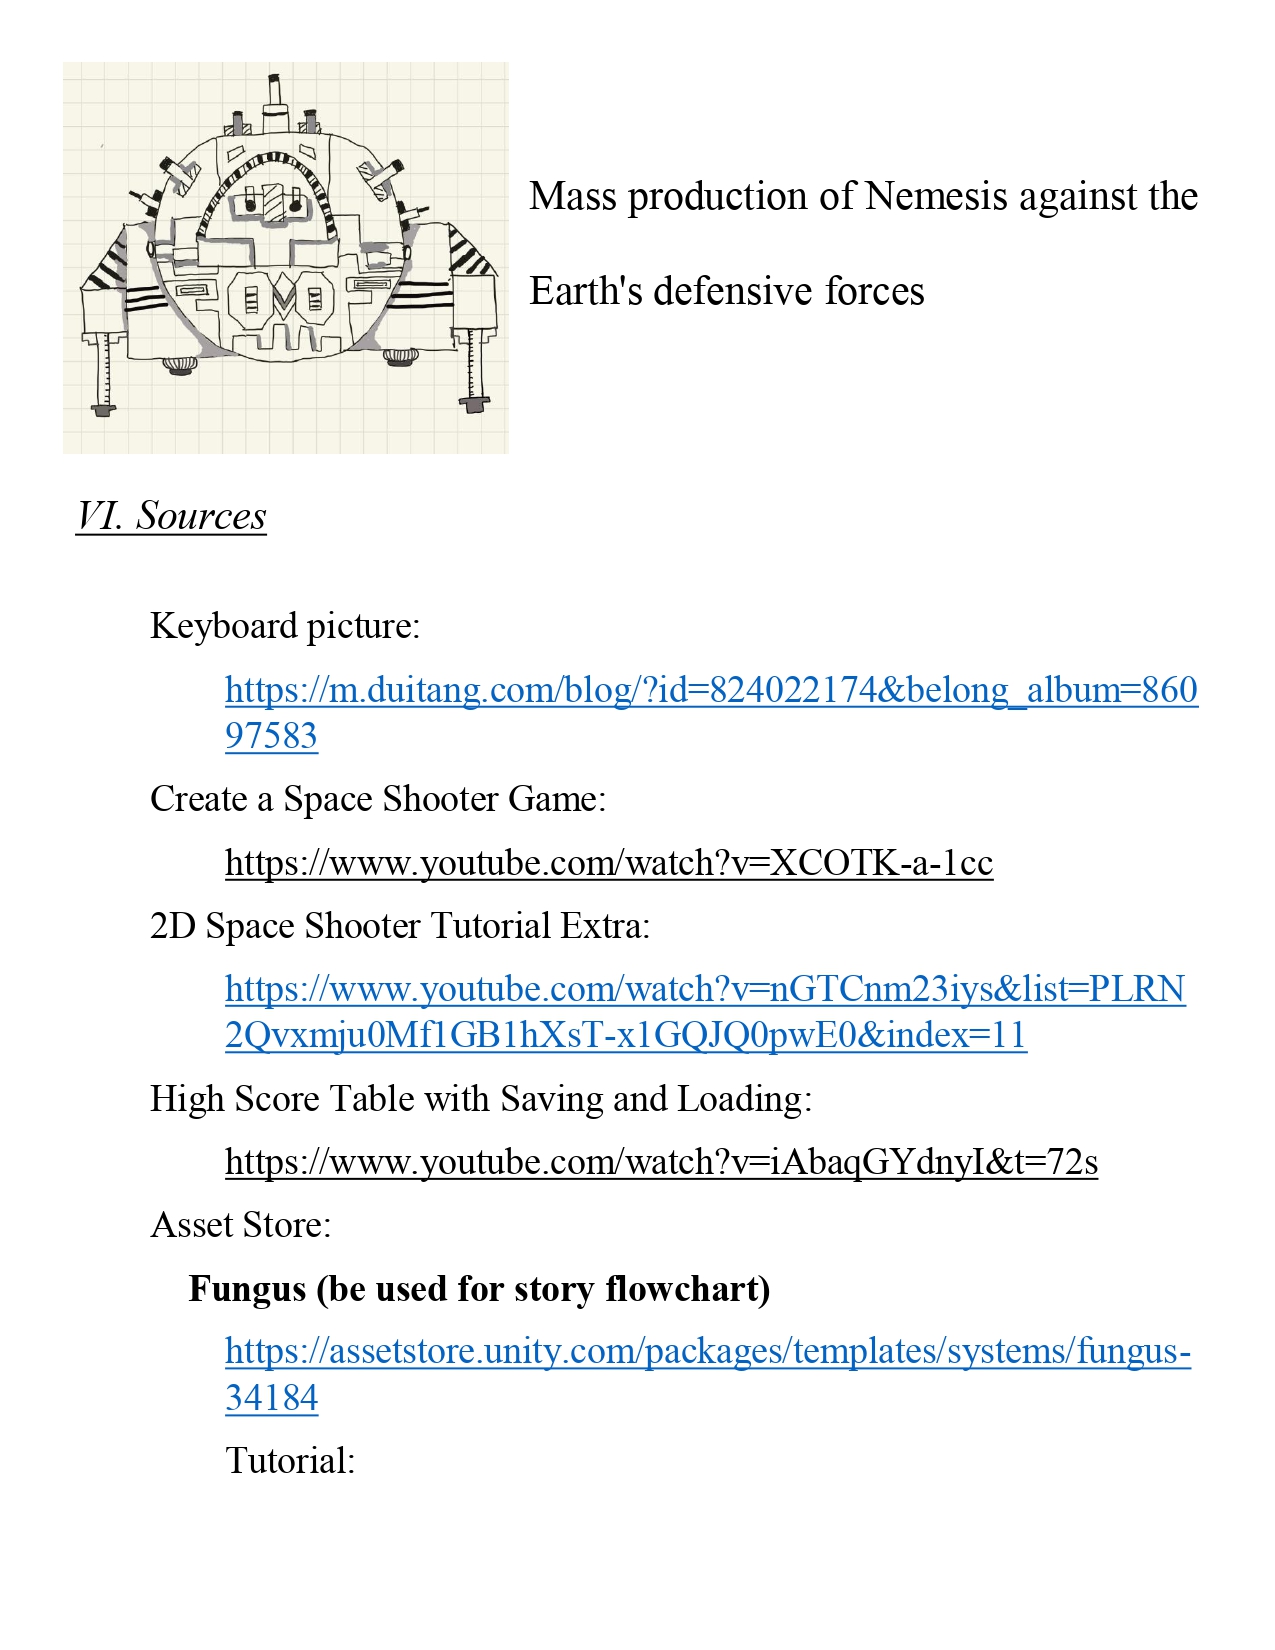 Mass production of Nemesis against the
Earth's defensive forces
VI. Sources
Keyboard picture:
https://m.duitang.com/blog/?id=824022174&belong_album=860
97583
Create a Space Shooter Game:
https://www.youtube.com/watch?v=XCOTK-a-1cc
2D Space Shooter Tutorial Extra:
https://www.youtube.com/watch?v=nGTCnm23iys&list=PLRN
2Qvxmju0Mf1GB1hXsT-x1GQJQ0pwE0&index=11
High Score Table with Saving and Loading:
https://www.youtube.com/watch?v=iAbaqGYdnyI&t=72s
Asset Store:
Fungus (be used for story flowchart)
https://assetstore.unity.com/packages/templates/systems/fungus-
34184
Tutorial: